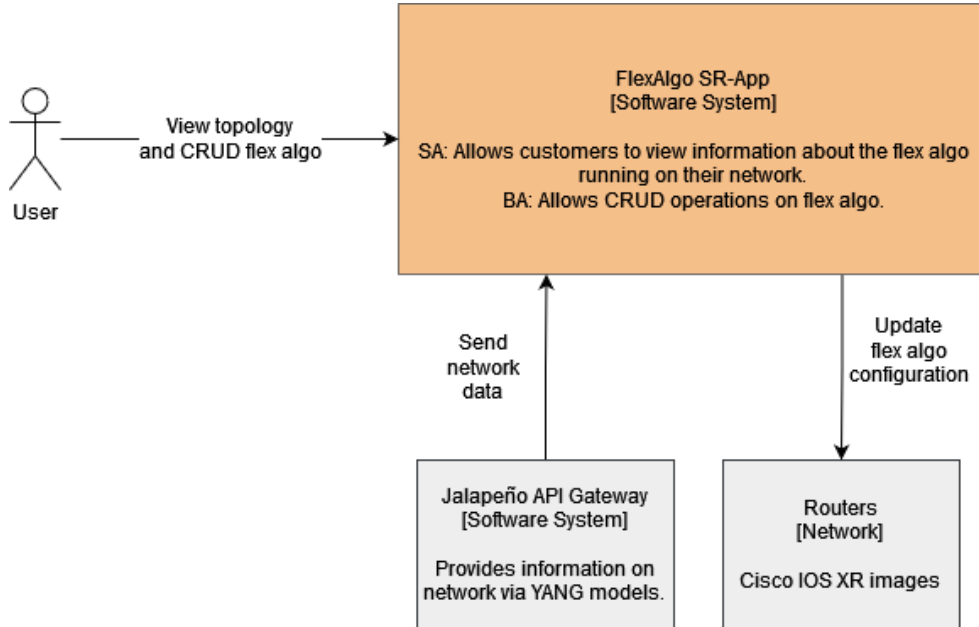 FlexAlgo SR-App
[Software System]
SA: Allows customers to view information about the flex algo
running on their network.
BA: Allows CRUD operations on flex algo.
View topology
and CRUD flex algo
User
Send
network
data
Update
flex algo
configuration
Jalapeño API Gateway
[Software System]
Provides information on
network via YANG models.
Routers
[Network]
Cisco IOS XR images